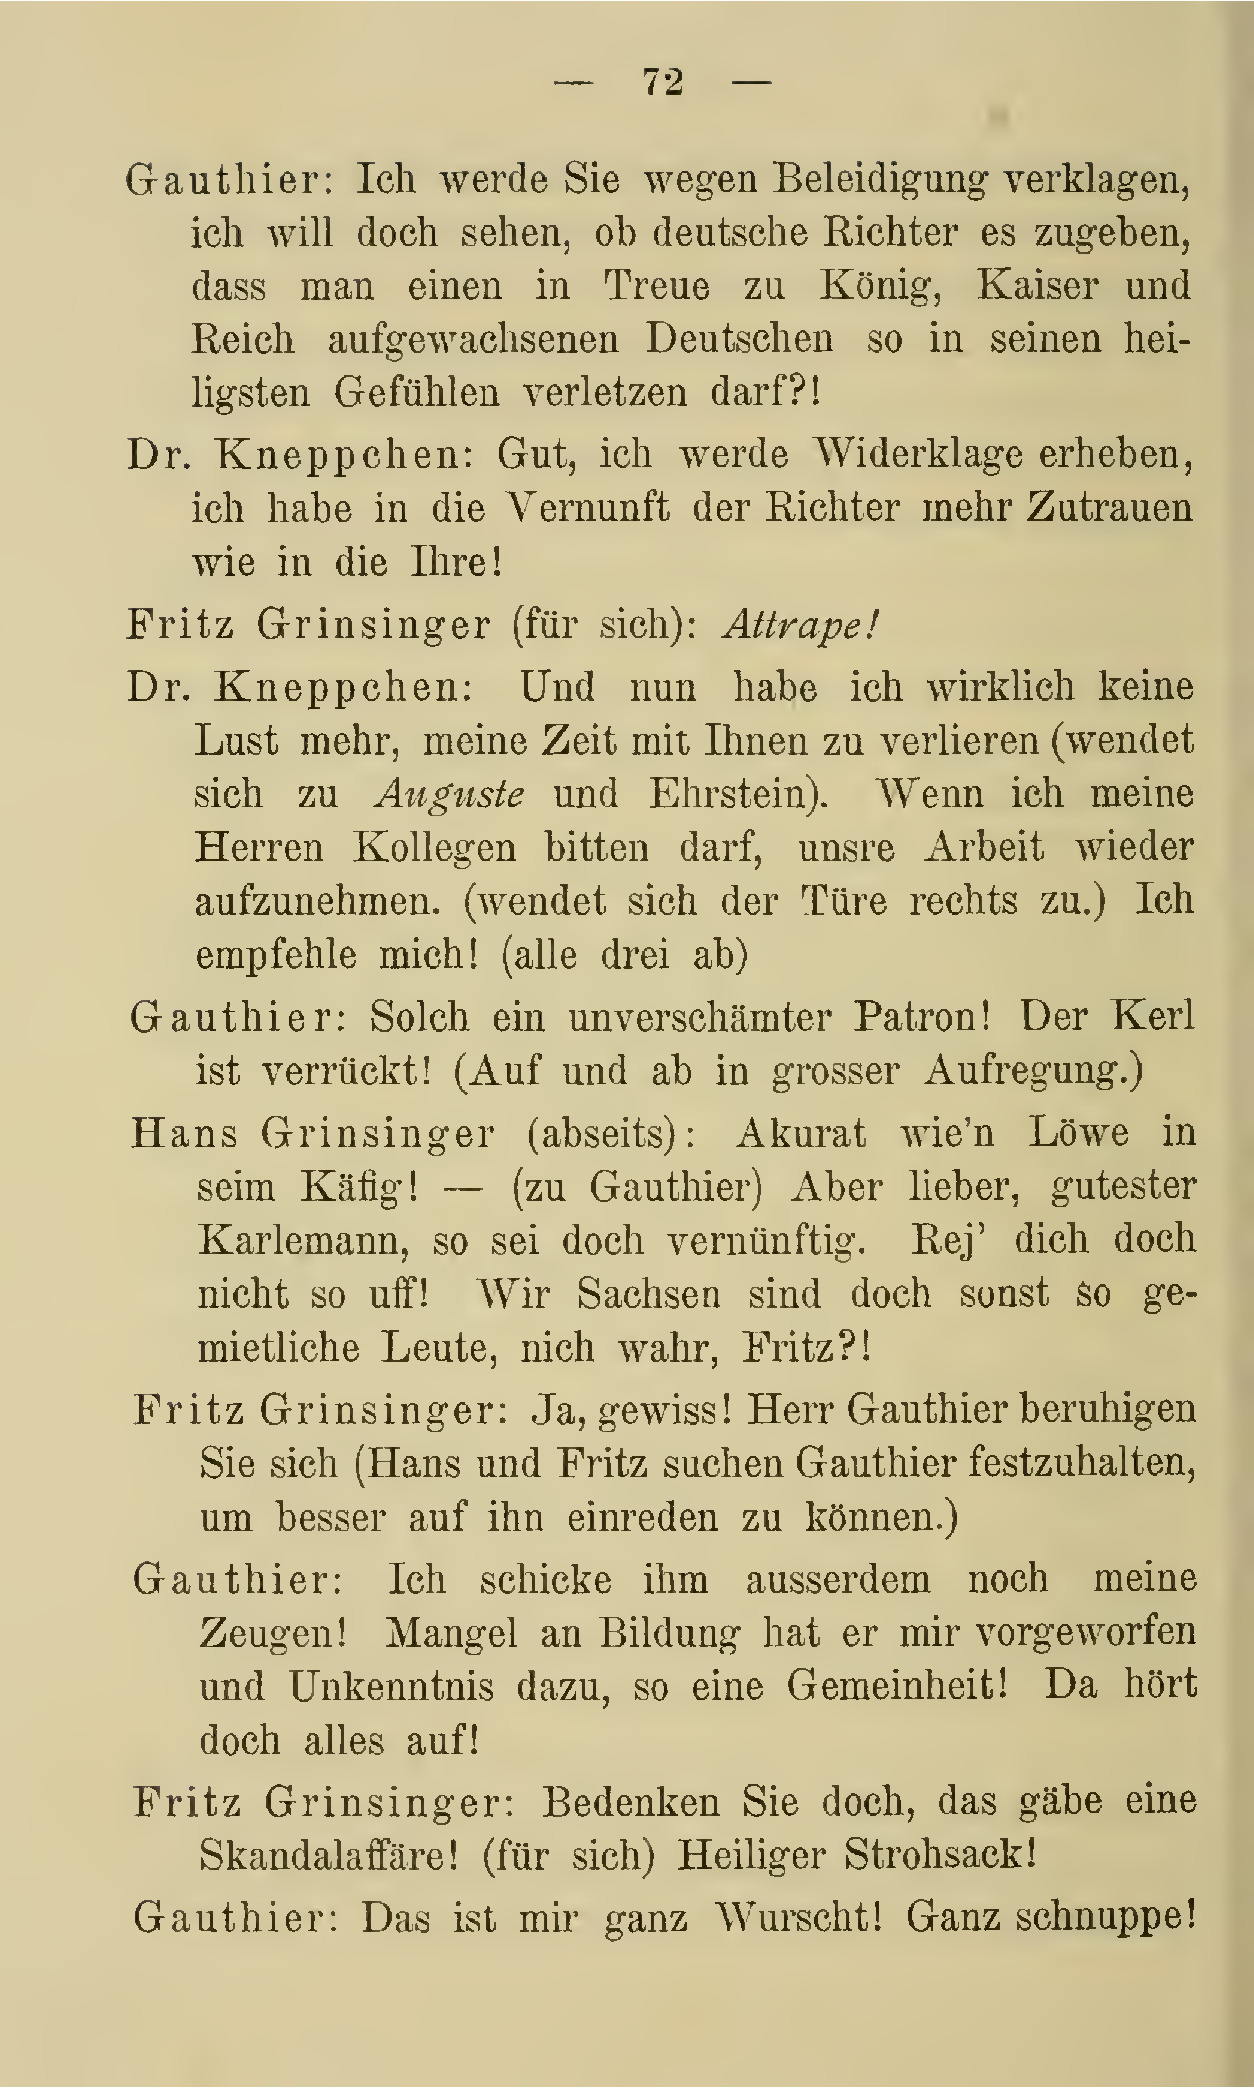 — 72 —
Gauthier: Ich werde Sie wegen Beleidigung verklagen,
ich will doch sehen, ob deutsche Richter es zugeben,
dass man einen in Treue zu König, Kaiser und
Reich aufgewachsenen Deutschen so in seinen hei-
ligsten Gefühlen verletzen darf?!
Dr. Kneppchen: Gut, ich werde Widerklage erheben,
ich habe in die Vernunft der Richter mehr Zutrauen
wie in die Ihre!
Fritz Grinsinger (für sich): Attrape!
Dr. Kneppchen: Und nun habe ich wirklich keine
Lust mehr, meine Zeit mit Ihnen zu verlieren (wendet
sich zu Auguste und Ehrstein). Wenn ich meine
Herren Kollegen bitten darf, unsre Arbeit wieder
aufzunehmen. (wendet sich der Türe rechts zu.) Ich
empfehle mich! (alle drei ab)
Gauthier: Solch ein unverschämter Patron! Der Kerl
ist verrückt! (Auf und ab in grosser Aufregung.)
Hans Grinsinger (abseits): Akurat wie'n Löwe in
seim Käfig! — (zu Gauthier) Aber lieber, gutester
Karlemann, so sei doch vernünftig. Rej' dich doch
nicht so uff! Wir Sachsen sind doch sonst so ge-
mietliche Leute, nich wahr, Fritz?!
Fritz Grinsinger: Ja, gewiss! Herr Gauthier beruhigen
Sie sich (Hans und Fritz suchen Gauthier festzuhalten,
um besser auf ihn einreden zu können.)
Gauthier: Ich schicke ihm ausserdem noch meine
Zeugen! Mangel an Bildung hat er mir vorgeworfen
und Unkenntnis dazu, so eine Gemeinheit! Da hört
doch alles auf!
Fritz Grinsinger: Bedenken Sie doch, das gäbe eine
Skandalaffäre! (für sich) Heiliger Strohsack!
Gauthier: Das ist mir ganz Wurscht! Ganz schnuppe!